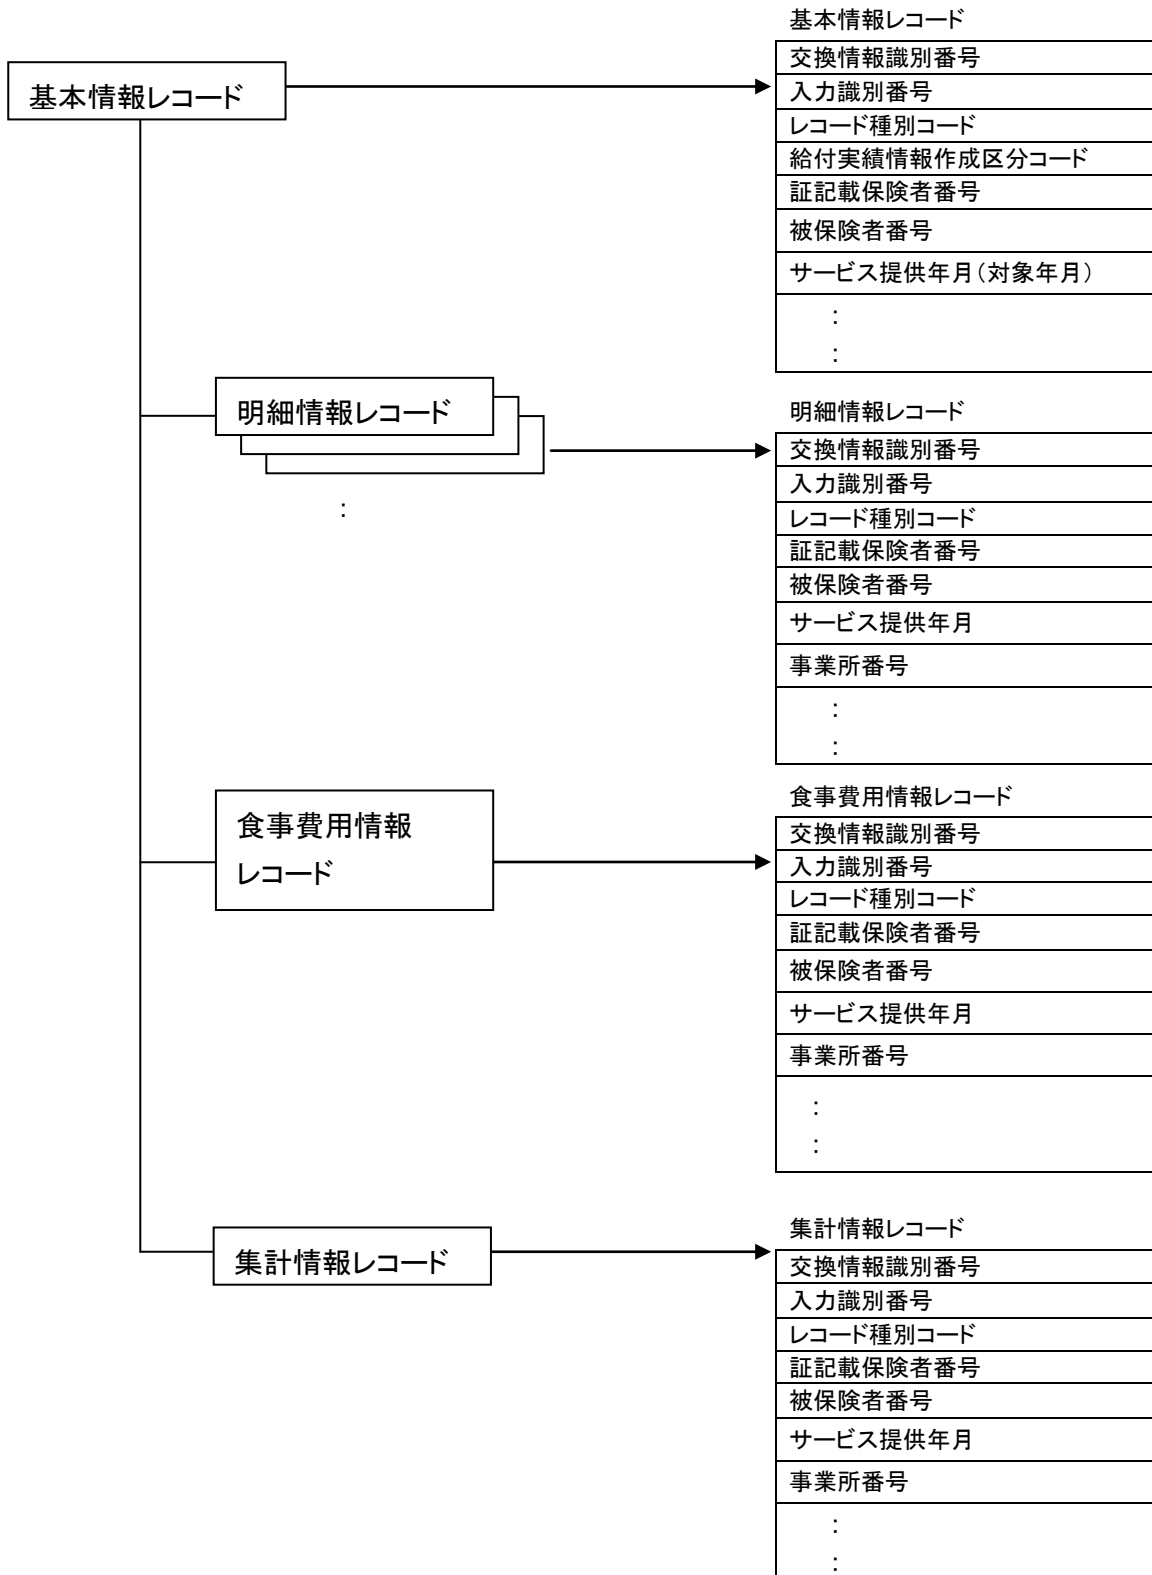 基本情報レコード
基本情報レコード
交換情報識別番号
入力識別番号
レコード種別コード
給付実績情報作成区分コード
証記載保険者番号
被保険者番号
サービス提供年月(対象年月)
:
:
明細情報レコード
:
明細情報レコード
交換情報識別番号
入力識別番号
レコード種別コード
証記載保険者番号
被保険者番号
サービス提供年月
事業所番号
:
:
食事費用情報
レコード
食事費用情報レコード
交換情報識別番号
入力識別番号
レコード種別コード
証記載保険者番号
被保険者番号
サービス提供年月
事業所番号
:
:
集計情報レコード
集計情報レコード
交換情報識別番号
入力識別番号
レコード種別コード
証記載保険者番号
被保険者番号
サービス提供年月
事業所番号
:
: